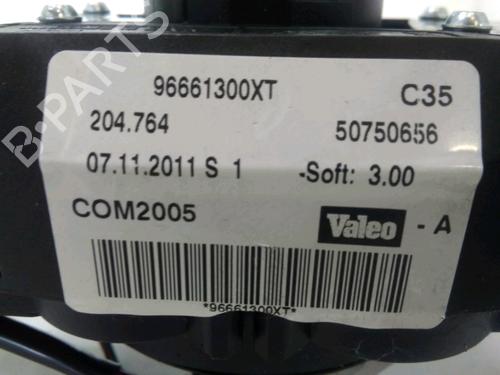 B-PARTS
96661300XT C35
204.764 50750656
07.11.2011 S 1 -Soft: 3.00
COM2005 Valeo - A
*96661300XT*